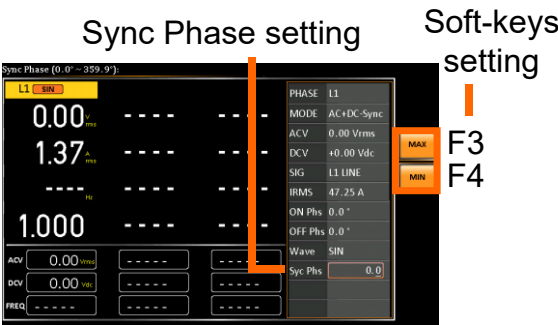 Sync Phase setting
Soft-keys setting
Sync Phase (0.0° ~ 359.9°):
L1 SIN
0.00 V rms - - - - - - - -
1.37 A rms - - - - - - - -
- - - - Hz - - - - - - - -
1.000 - - - - - - - -
ACV 0.00 Vrms - - - - - - - - - -
DCV 0.00 Vdc - - - - - - - - - -
FREQ - - - - - - - - - - - - - - -
PHASE L1
MODE AC+DC-Sync
ACV 0.00 Vrms
DCV +0.00 Vdc
SIG L1 LINE
IRMS 47.25 A
ON Phs 0.0 °
OFF Phs 0.0 °
Wave SIN
Syc Phs 0.0
MAX F3
MIN F4